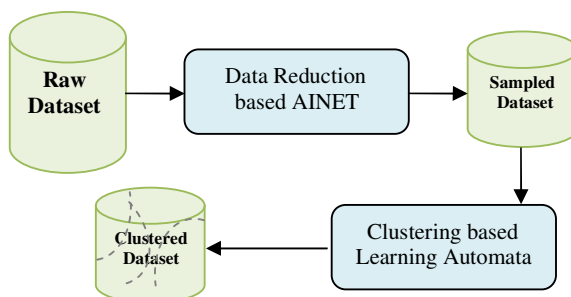 Raw
Dataset
Data Reduction
based AINET
Sampled
Dataset
Clustering based
Learning Automata
Clustered
Dataset